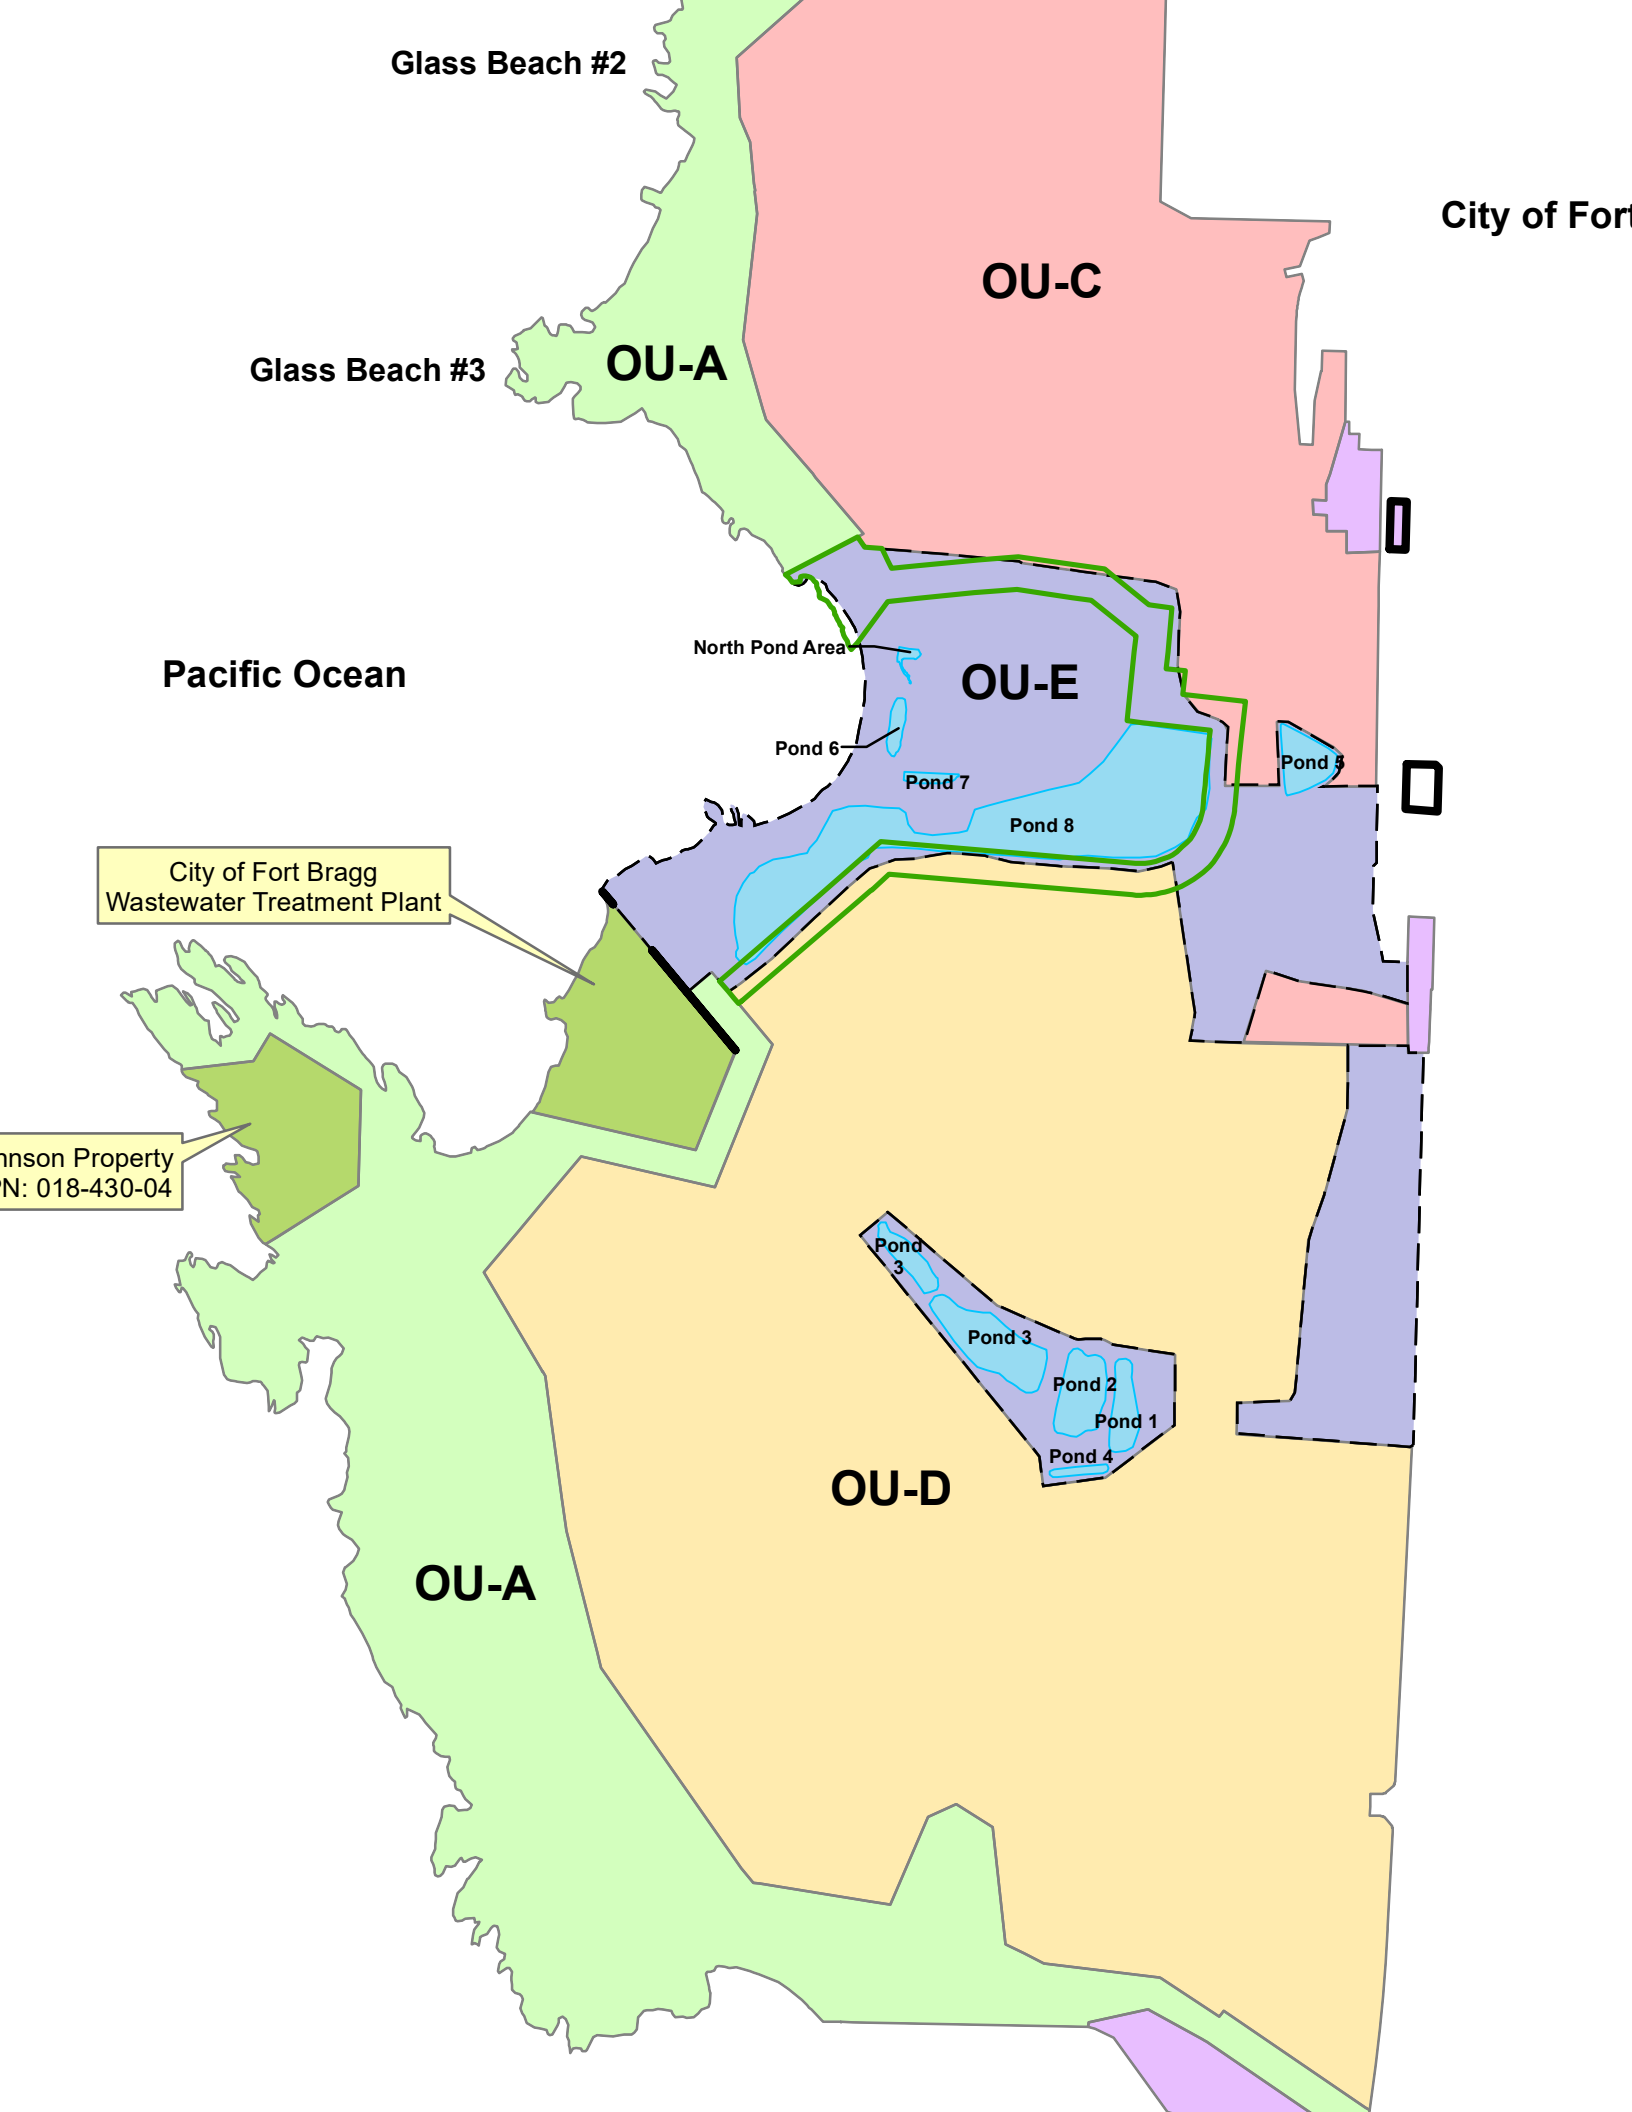 Glass Beach #2
City of Fort
OU-C
OU-A
Glass Beach #3
North Pond Area
Pacific Ocean
OU-E
Pond 6
Pond 7
Pond 5
Pond 8
City of Fort Bragg
Wastewater Treatment Plant
nnson Property
PN: 018-430-04
Pond
3
Pond 3
Pond 2
Pond 1
Pond 4
OU-D
OU-A